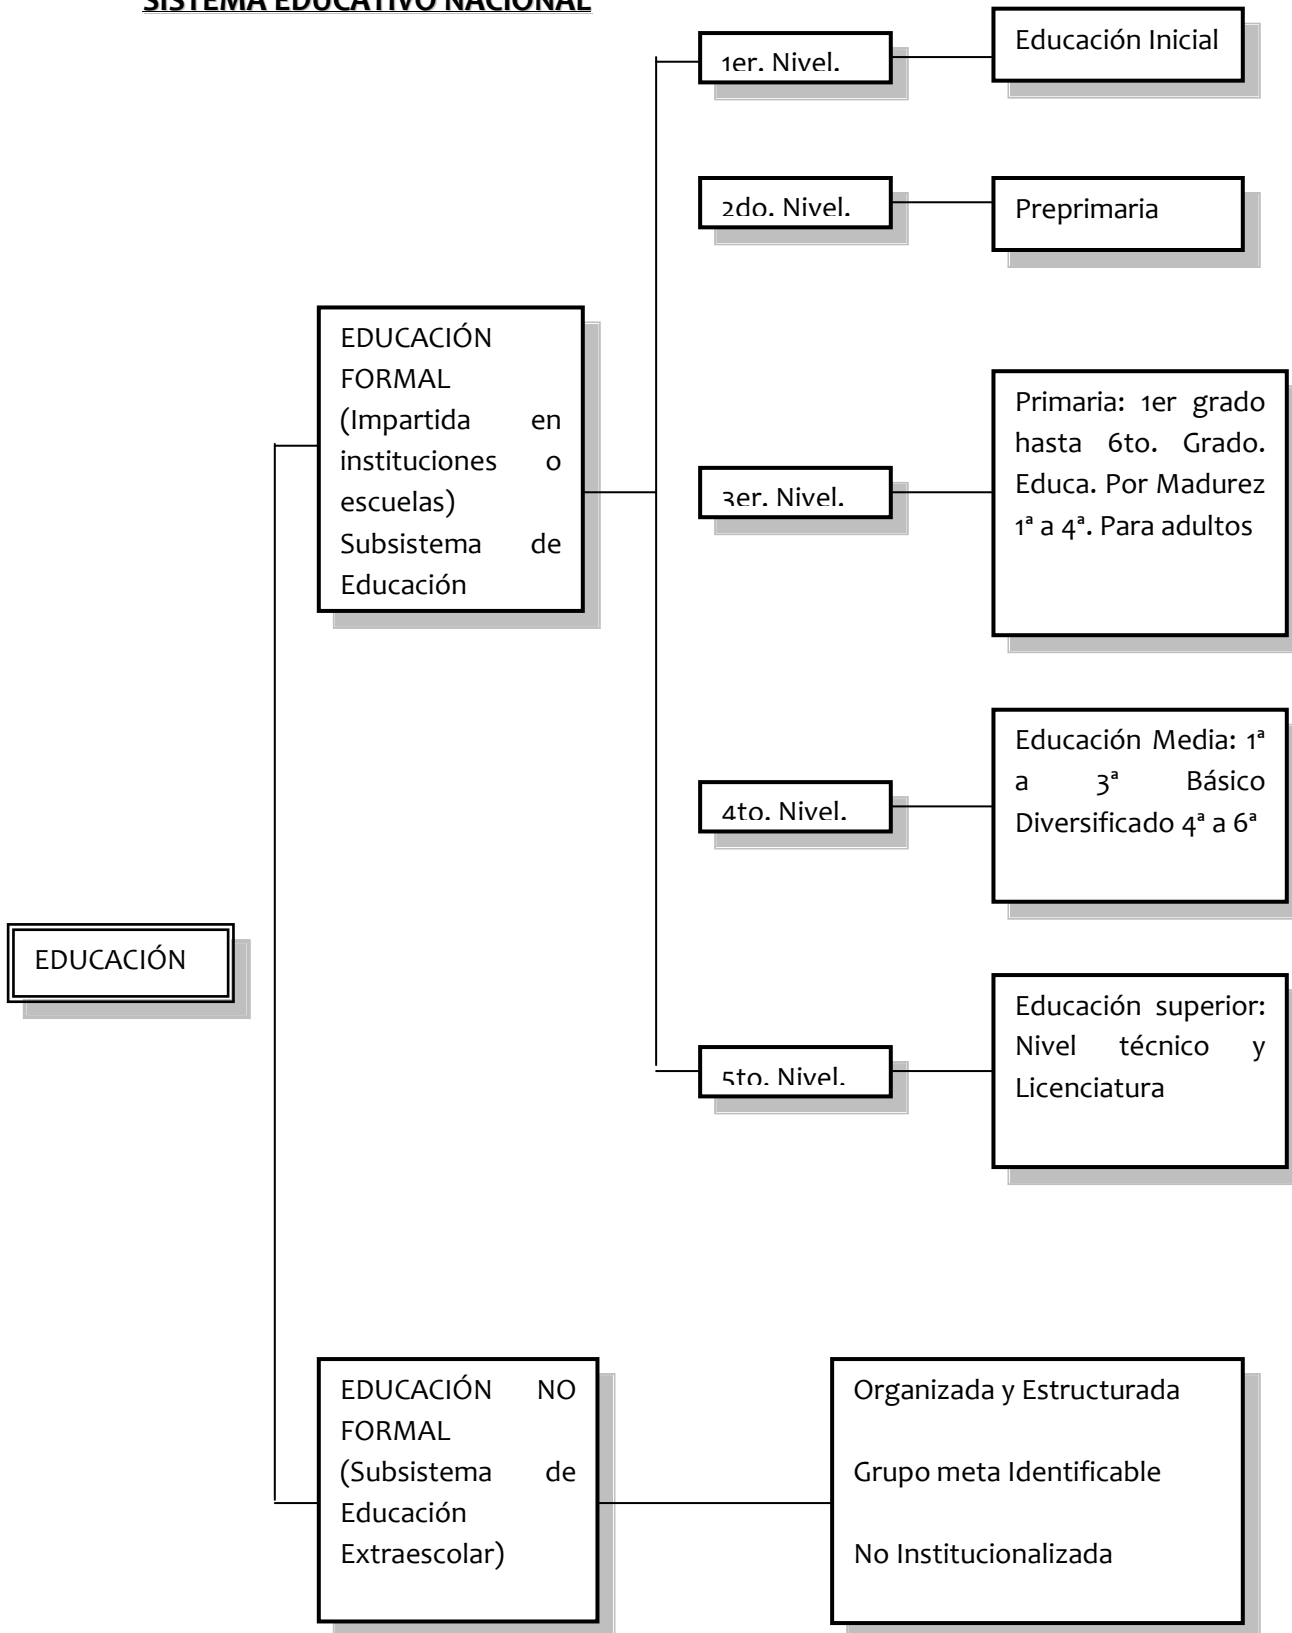 SISTEMA EDUCATIVO NACIONAL
1er. Nivel.
Educación Inicial
2do. Nivel.
Preprimaria
EDUCACIÓN
FORMAL
(Impartida en
instituciones o
escuelas)
Subsistema de
Educación
3er. Nivel.
Primaria: 1er grado
hasta 6to. Grado.
Educa. Por Madurez
1ª a 4ª. Para adultos
4to. Nivel.
Educación Media: 1ª
a 3ª Básico
Diversificado 4ª a 6ª
EDUCACIÓN
5to. Nivel.
Educación superior:
Nivel técnico y
Licenciatura
EDUCACIÓN NO
FORMAL
(Subsistema de
Educación
Extraescolar)
Organizada y Estructurada
Grupo meta Identificable
No Institucionalizada